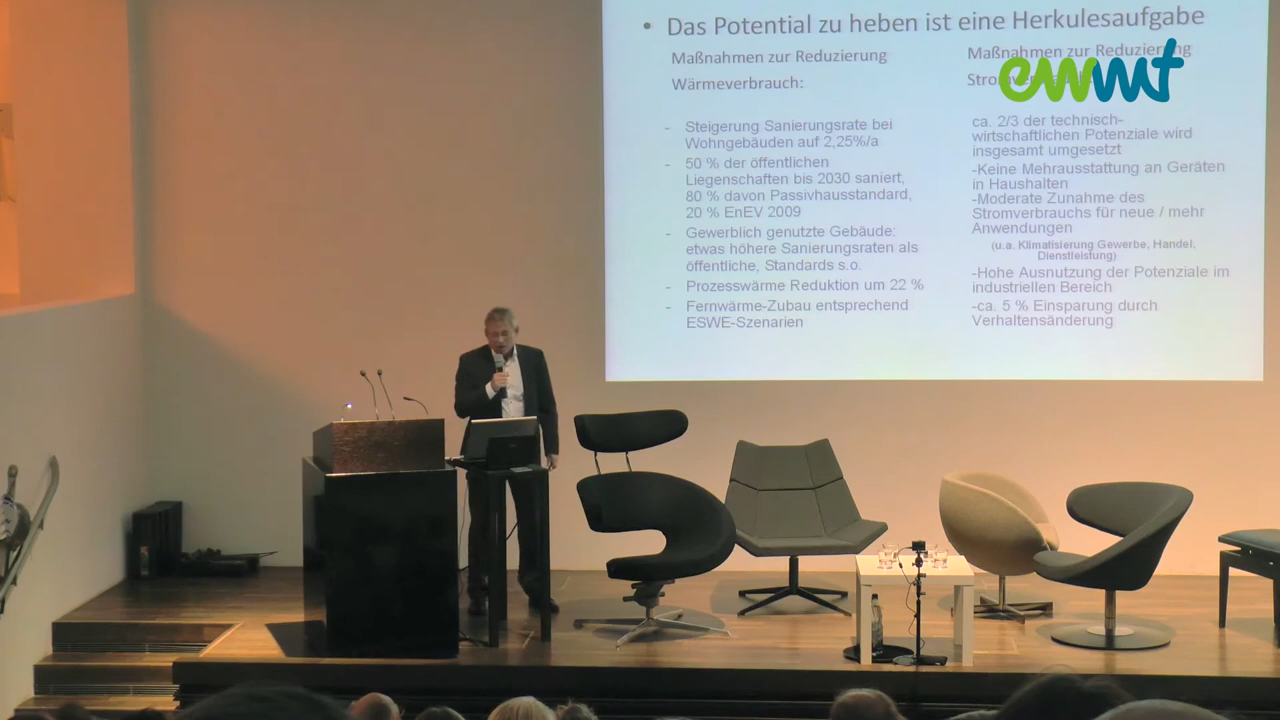 • Das Potential zu heben ist eine Herkulesaufgabe
Maßnahmen zur Reduzierung
Wärmeverbrauch:
- Steigerung Sanierungsrate bei
Wohngebäuden auf 2,25%/a
- 50 % der öffentlichen
Liegenschaften bis 2030 saniert,
80 % davon Passivhausstandard,
20 % EnEV 2009
- Gewerblich genutzte Gebäude:
etwas höhere Sanierungsraten als
öffentliche, Standards s.o.
- Prozesswärme Reduktion um 22 %
- Fernwärme-Zubau entsprechend
ESWE-Szenarien
Maßnahmen zur Reduzierung
ca. 2/3 der technisch-
wirtschaftlichen Potenziale wird
insgesamt umgesetzt
-Keine Mehrausstattung an Geräten
in Haushalten
-Moderate Zunahme des
Stromverbrauchs für neue / mehr
Anwendungen
(u.a. Klimatisierung Gewerbe, Handel,
Dienstleistung)
-Hohe Ausnutzung der Potenziale im
industriellen Bereich
-ca. 5 % Einsparung durch
Verhaltensänderung